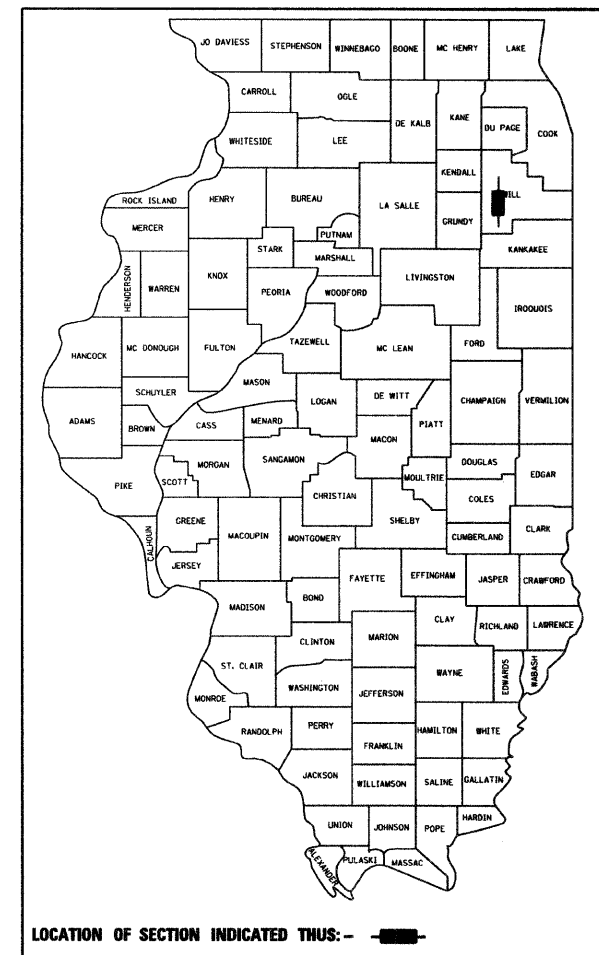 JO DAVIESS STEPHENSON WINNEBAGO BOONE MC HENRY LAKE
CARROLL OGLE DE KALB KANE DU PAGE COOK
WHITESIDE LEE KENDALL WILL
ROCK ISLAND HENRY BUREAU LA SALLE GRUNDY
MERCER PUTNAM KANKAKEE
STARK MARSHALL
HENDERSON WARREN KNOX PEORIA WOODFORD LIVINGSTON IROQUOIS
HANCOCK MC DONOUGH FULTON TAZEWELL MC LEAN FORD
SCHUYLER MASON LOGAN DE WITT CHAMPAIGN VERMILION
ADAMS BROWN CASS MENARD MACON PIATT
PIKE SCOTT MORGAN SANGAMON CHRISTIAN MOULTRIE DOUGLAS EDGAR
COLES
CALHOUN GREENE MACOUPIN MONTGOMERY SHELBY CUMBERLAND CLARK
JERSEY FAYETTE EFFINGHAM JASPER CRAWFORD
MADISON BOND CLAY RICHLAND LAWRENCE
CLINTON MARION
ST. CLAIR WAYNE EDWARDS WABASH
MONROE WASHINGTON JEFFERSON
RANDOLPH PERRY HAMILTON WHITE
FRANKLIN
JACKSON WILLIAMSON SALINE GALLATIN
UNION JOHNSON POPE HARDIN
ALEXANDER PULASKI MASSAC
LOCATION OF SECTION INDICATED THUS: -